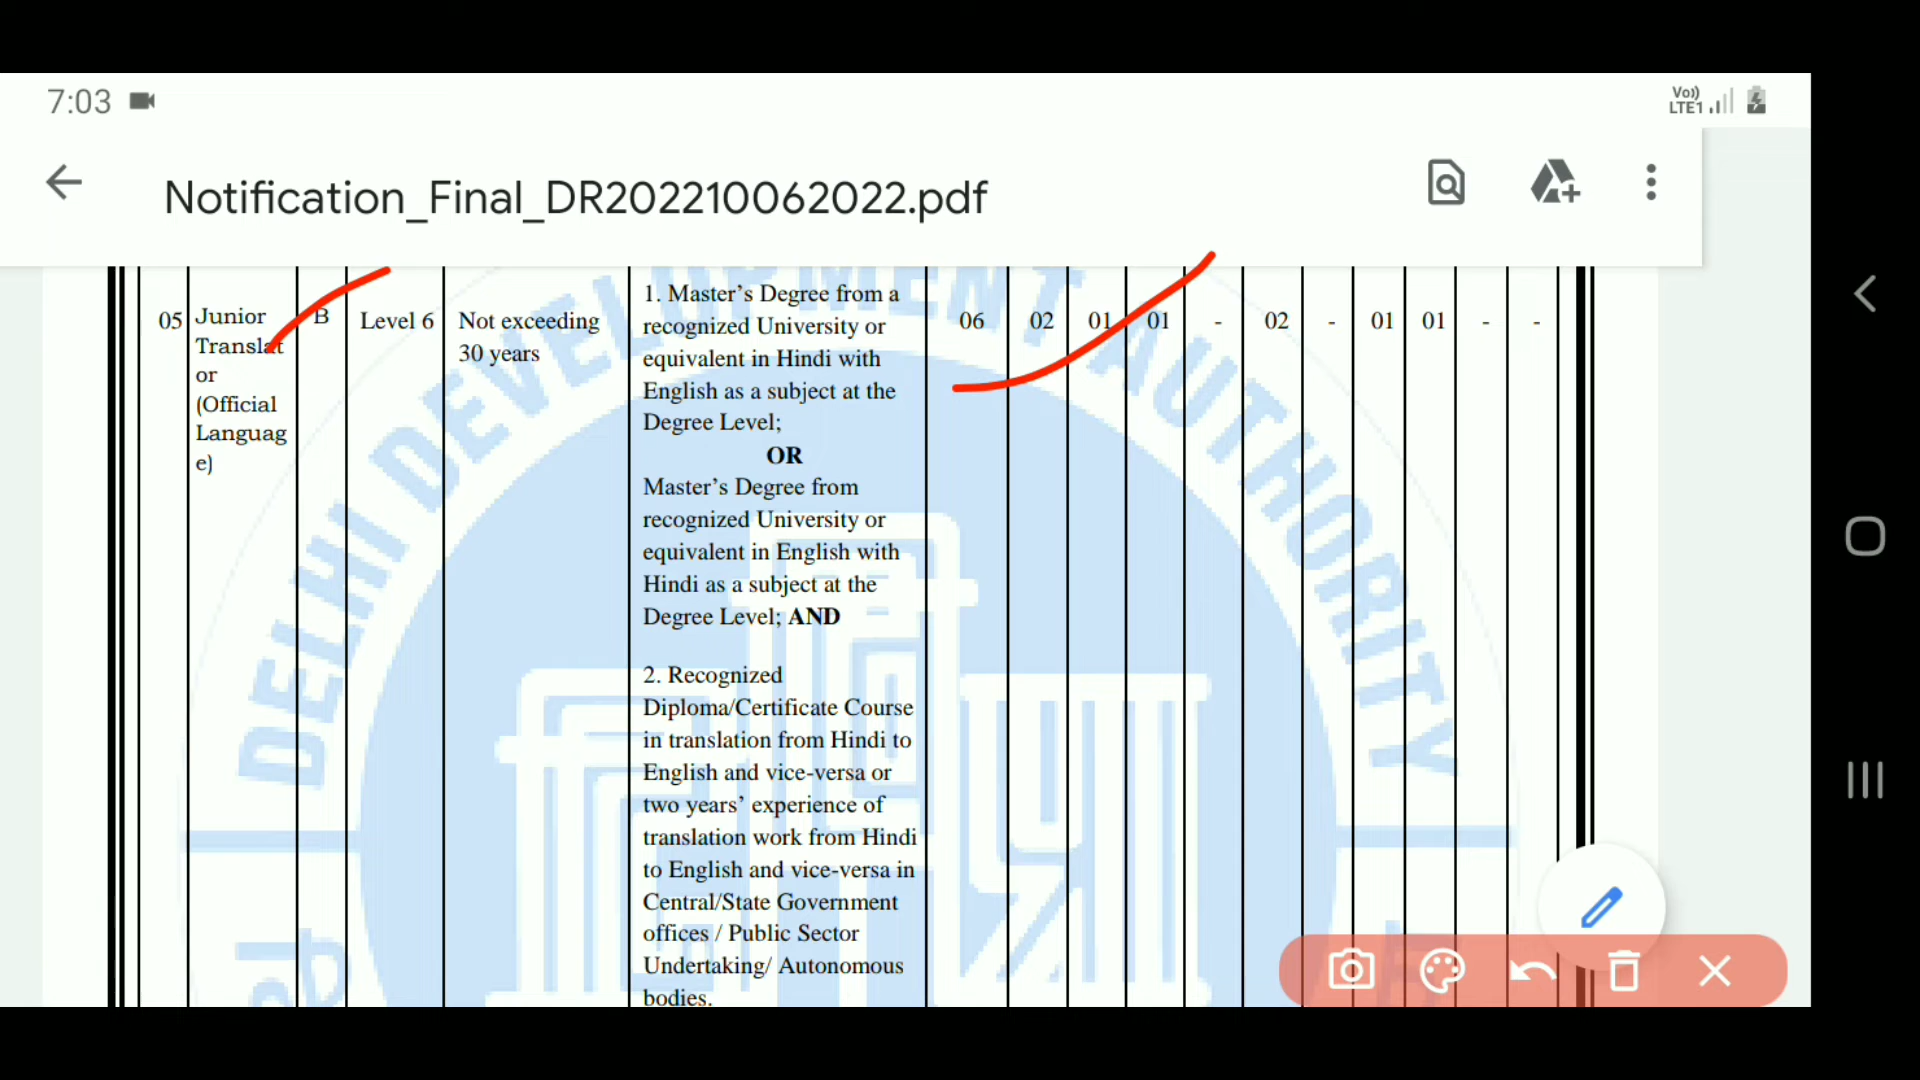 7:03
Vo))
LTE1
Notification_Final_DR202210062022.pdf
05 Junior B Level 6 Not exceeding 1. Master’s Degree from a 06 02 01 01 - 02 - 01 01 - -
Translat 30 years recognized University or
or equivalent in Hindi with
(Official English as a subject at the
Languag Degree Level;
e) OR
Master’s Degree from
recognized University or
equivalent in English with
Hindi as a subject at the
Degree Level; AND
2. Recognized
Diploma/Certificate Course
in translation from Hindi to
English and vice-versa or
two years’ experience of
translation work from Hindi
to English and vice-versa in
Central/State Government
offices / Public Sector
Undertaking/ Autonomous
bodies.
DELHI DEVELOPMENT AUTHORITY